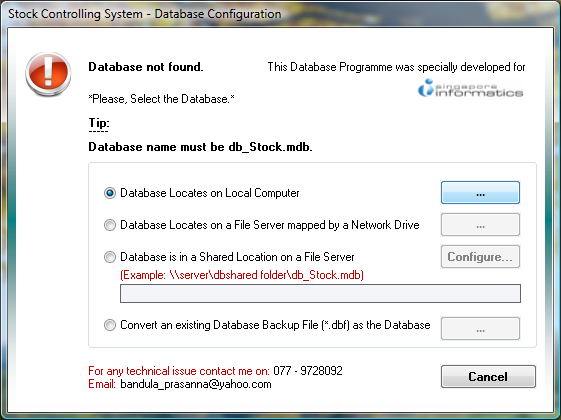 Stock Controlling System - Database Configuration
Database not found. This Database Programme was specially developed for
singapore
informatics
*Please, Select the Database.*
Tip:
Database name must be db_Stock.mdb.
Database Locates on Local Computer ...
Database Locates on a File Server mapped by a Network Drive ...
Database is in a Shared Location on a File Server Configure...
(Example: \\server\dbshared folder\db_Stock.mdb)
Convert an existing Database Backup File (*.dbf) as the Database ...
For any technical issue contact me on: 077 - 9728092
Email: bandula_prasanna@yahoo.com
Cancel